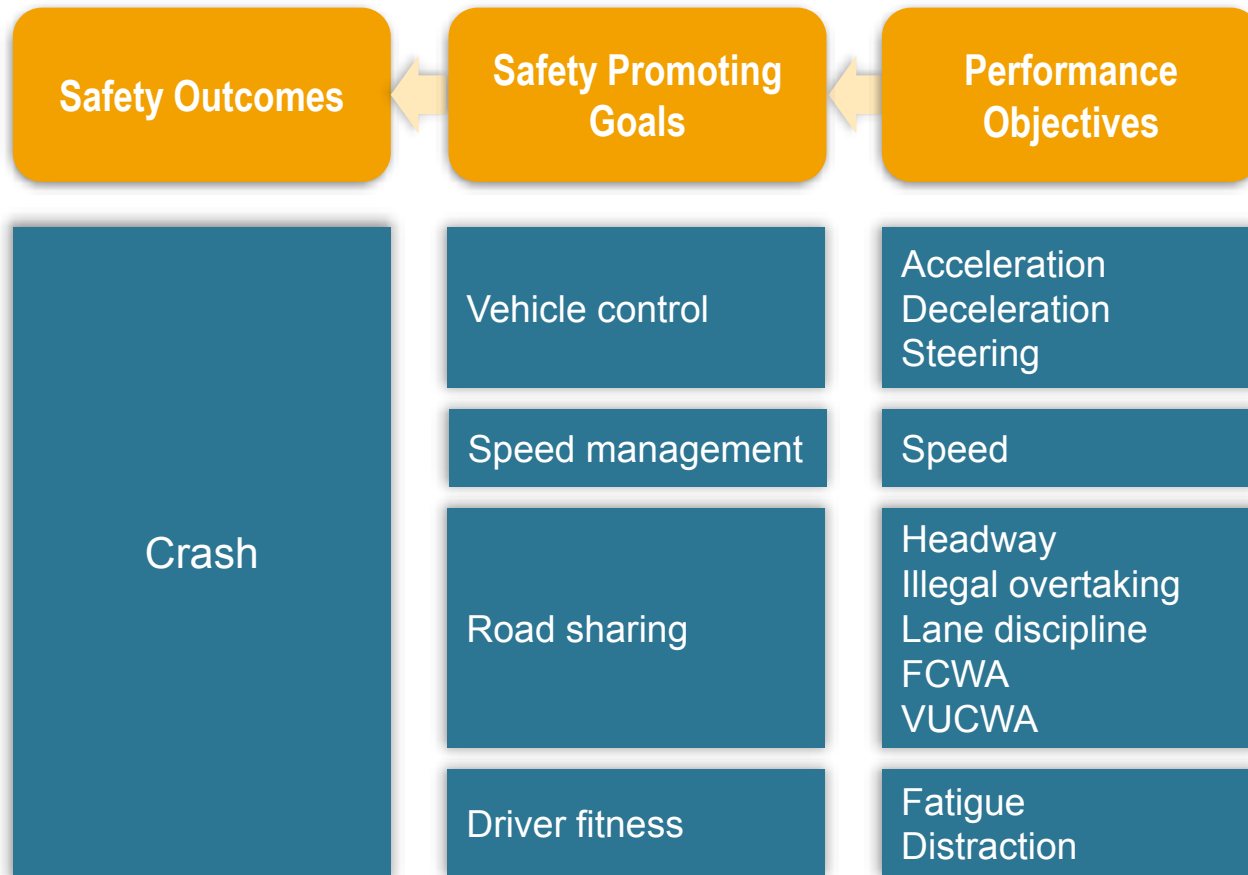 Safety Outcomes
Safety Promoting
Goals
Performance
Objectives
Crash
Vehicle control
Acceleration
Deceleration
Steering
Speed management
Speed
Road sharing
Headway
Illegal overtaking
Lane discipline
FCWA
VUCWA
Driver fitness
Fatigue
Distraction